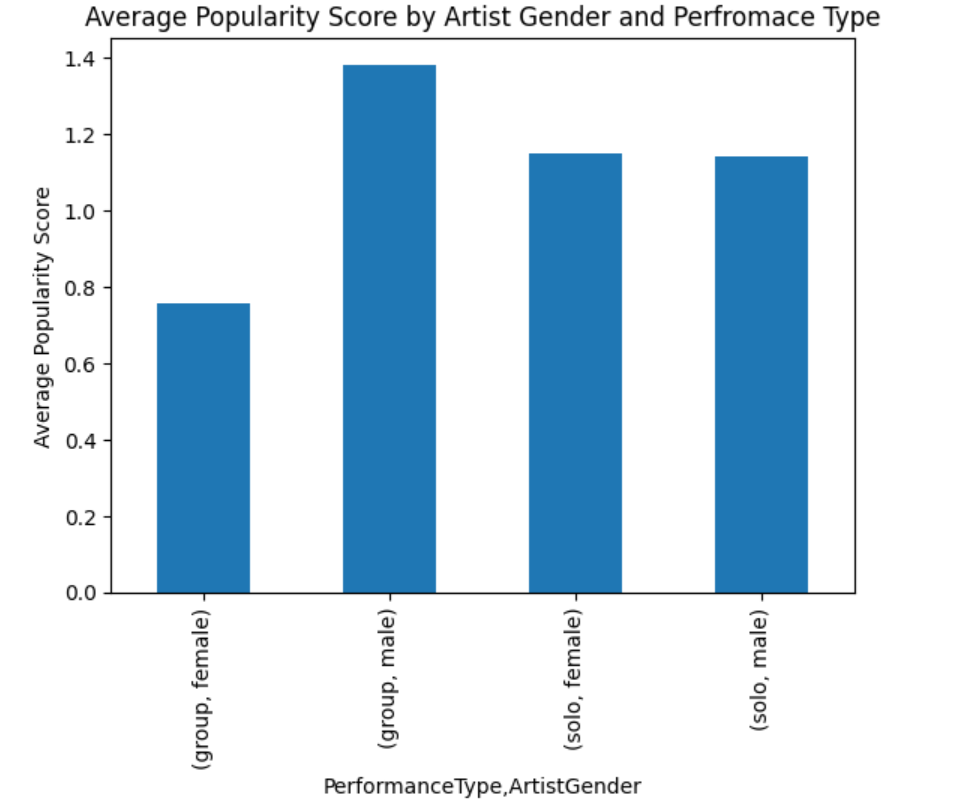 Average Popularity Score by Artist Gender and Perfromace Type
Average Popularity Score
1.4
1.2
1.0
0.8
0.6
0.4
0.2
0.0
(group, female)
(group, male)
(solo, female)
(solo, male)
PerformanceType,ArtistGender